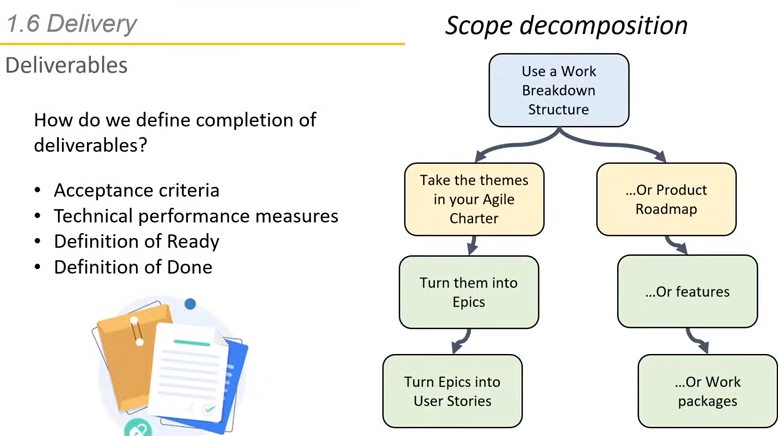 1.6 Delivery
Deliverables
How do we define completion of
deliverables?
• Acceptance criteria
• Technical performance measures
• Definition of Ready
• Definition of Done
Scope decomposition
Use a Work
Breakdown
Structure
Take the themes
in your Agile
Charter
...Or Product
Roadmap
Turn them into
Epics
...Or features
Turn Epics into
User Stories
...Or Work
packages